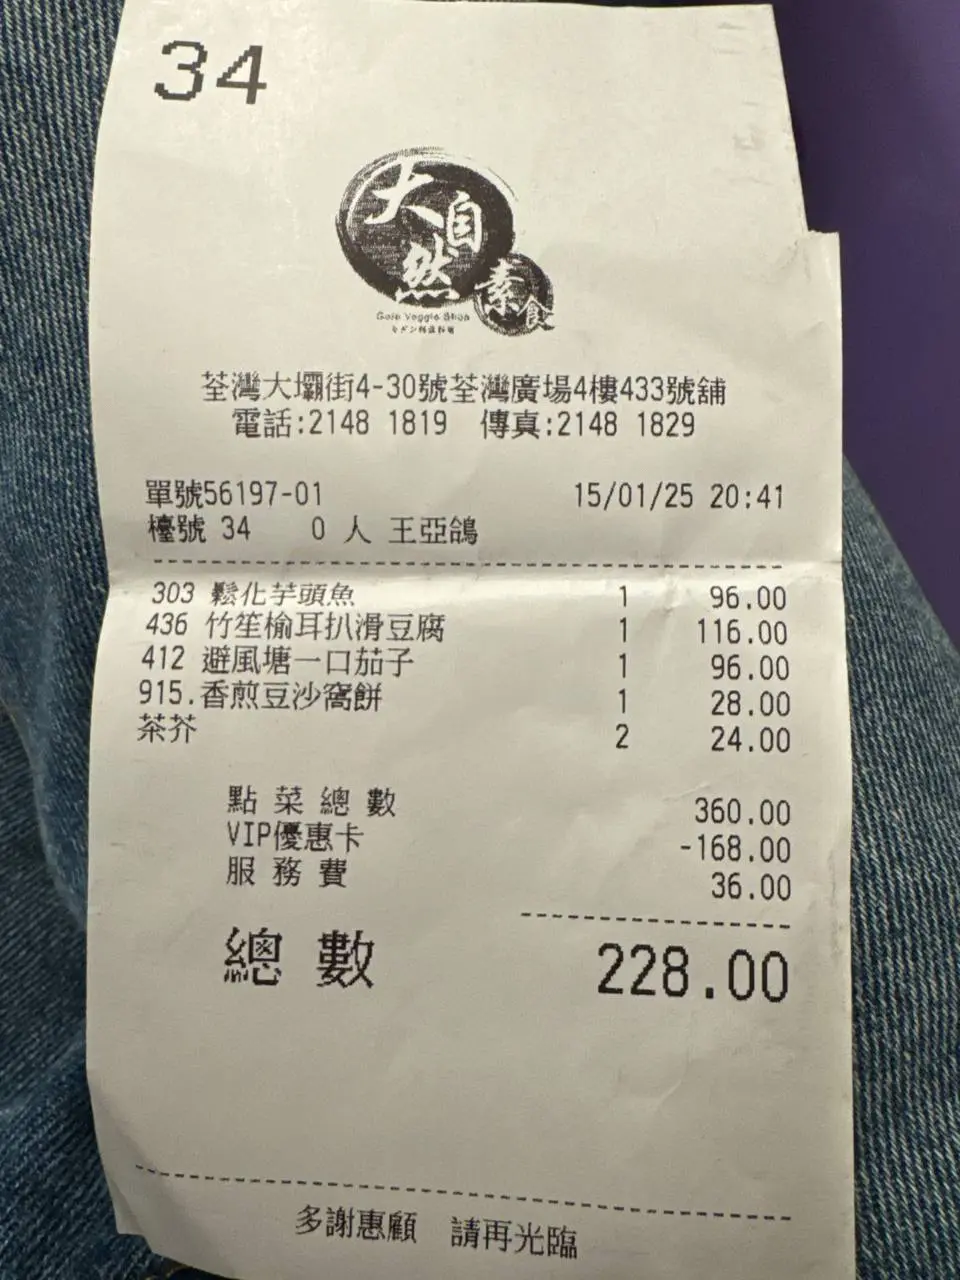 34
大自然
素食
荃灣大壩街4-30號荃灣廣場4樓433號舖
電話:2148 1819 傳真:2148 1829
單號56197-01 15/01/25 20:41
檯號 34 0 人 王亞鴿
303 鬆化芋頭魚 1 96.00
436 竹笙榆耳扒滑豆腐 1 116.00
412 避風塘一口茄子 1 96.00
915.香煎豆沙窩餅 1 28.00
茶芥 2 24.00
點菜總數 360.00
VIP優惠卡 -168.00
服務費 36.00
總數 228.00
多謝惠顧 請再光臨